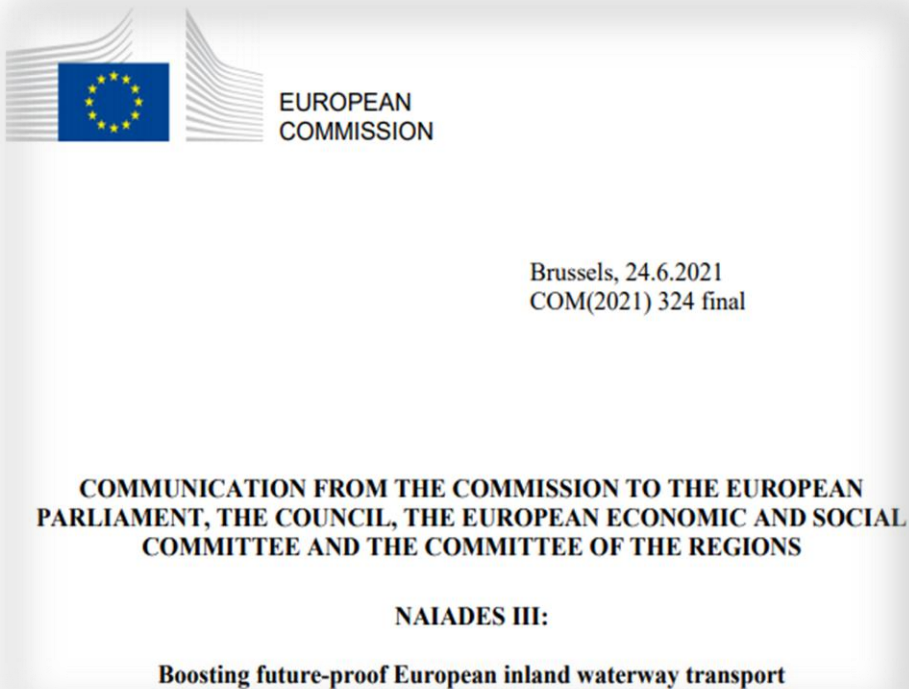 EUROPEAN
COMMISSION
Brussels, 24.6.2021
COM(2021) 324 final
COMMUNICATION FROM THE COMMISSION TO THE EUROPEAN
PARLIAMENT, THE COUNCIL, THE EUROPEAN ECONOMIC AND SOCIAL
COMMITTEE AND THE COMMITTEE OF THE REGIONS
NAIADES III:
Boosting future-proof European inland waterway transport